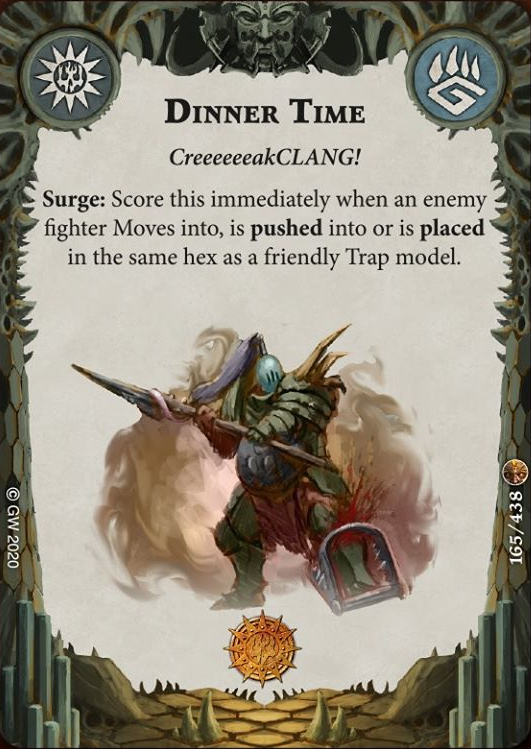 Dinner Time
CreeeeeeakCLANG!
Surge: Score this immediately when an enemy
fighter Moves into, is pushed into or is placed
in the same hex as a friendly Trap model.
© GW 2020
165/438